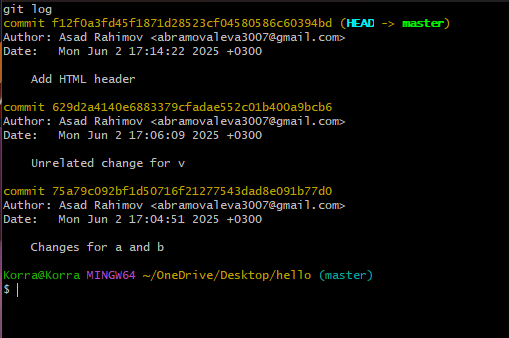 git log
commit f12f0a3fd45f1871d28523cf04580586c60394bd (HEAD -> master)
Author: Asad Rahimov <abramovaleva3007@gmail.com>
Date:   Mon Jun 2 17:14:22 2025 +0300
    Add HTML header
commit 629d2a4140e6883379cfadae552c01b400a9bcb6
Author: Asad Rahimov <abramovaleva3007@gmail.com>
Date:   Mon Jun 2 17:06:09 2025 +0300
    Unrelated change for v
commit 75a79c092bf1d50716f21277543dad8e091b77d0
Author: Asad Rahimov <abramovaleva3007@gmail.com>
Date:   Mon Jun 2 17:04:51 2025 +0300
    Changes for a and b
Korra@Korra MINGW64 ~/OneDrive/Desktop/hello (master)
$